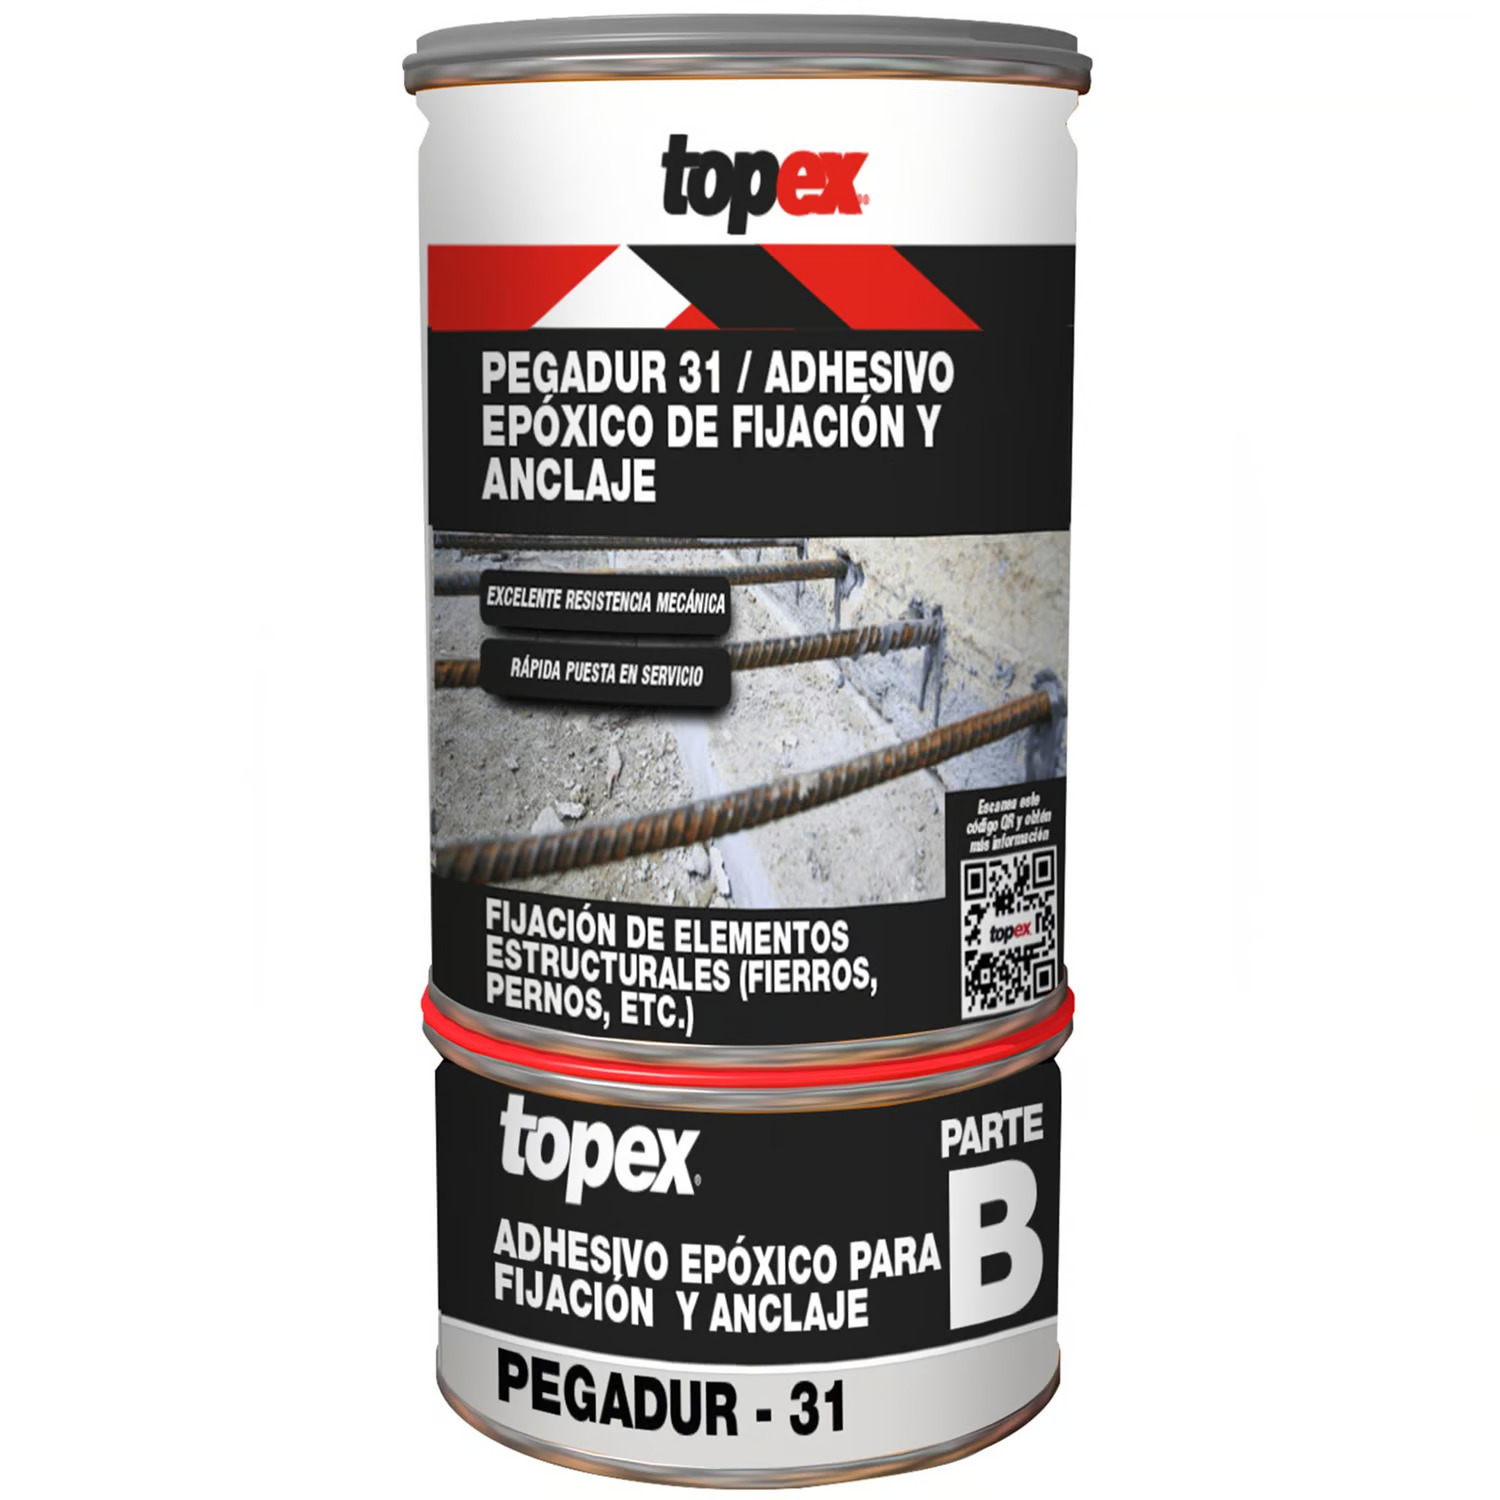 topex
PEGADUR 31 / ADHESIVO
EPÓXICO DE FIJACIÓN Y
ANCLAJE
EXCELENTE RESISTENCIA MECÁNICA
RÁPIDA PUESTA EN SERVICIO
Escanea este
código QR y obtén
más información
topex
FIJACIÓN DE ELEMENTOS
ESTRUCTURALES (FIERROS,
PERNOS, ETC.)
topex®
PARTE
B
ADHESIVO EPÓXICO PARA
FIJACIÓN Y ANCLAJE
PEGADUR - 31